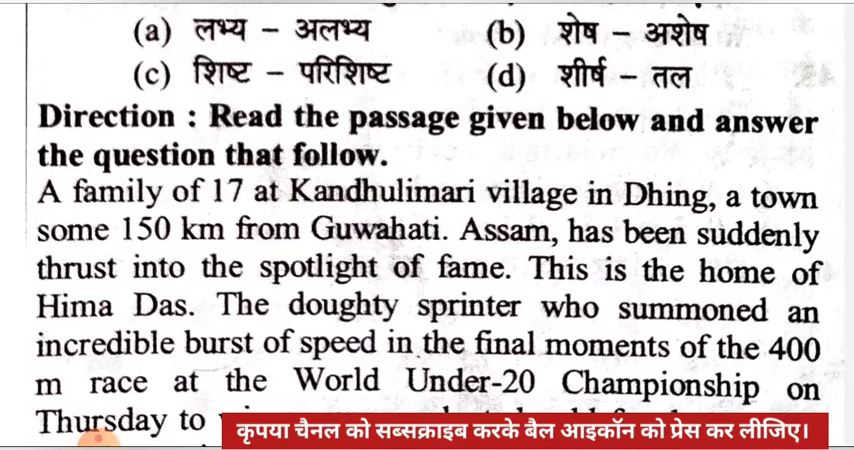 (a) लभ्य – अलभ्य (b) शेष – अशेष
(c) शिष्ट – परिशिष्ट (d) शीर्ष – तल
Direction : Read the passage given below and answer
the question that follow.
A family of 17 at Kandhulimari village in Dhing, a town
some 150 km from Guwahati. Assam, has been suddenly
thrust into the spotlight of fame. This is the home of
Hima Das. The doughty sprinter who summoned an
incredible burst of speed in the final moments of the 400
m race at the World Under-20 Championship on
Thursday to
कृपया चैनल को सब्सक्राइब करके बैल आइकॉन को प्रेस कर लीजिए।